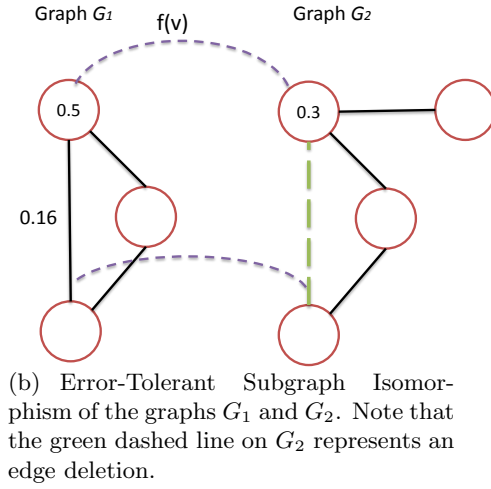 Graph G₁
Graph G₂
f(v)
0.5
0.3
0.16
(b) Error-Tolerant Subgraph Isomor-
phism of the graphs G₁ and G₂. Note that
the green dashed line on G₂ represents an
edge deletion.